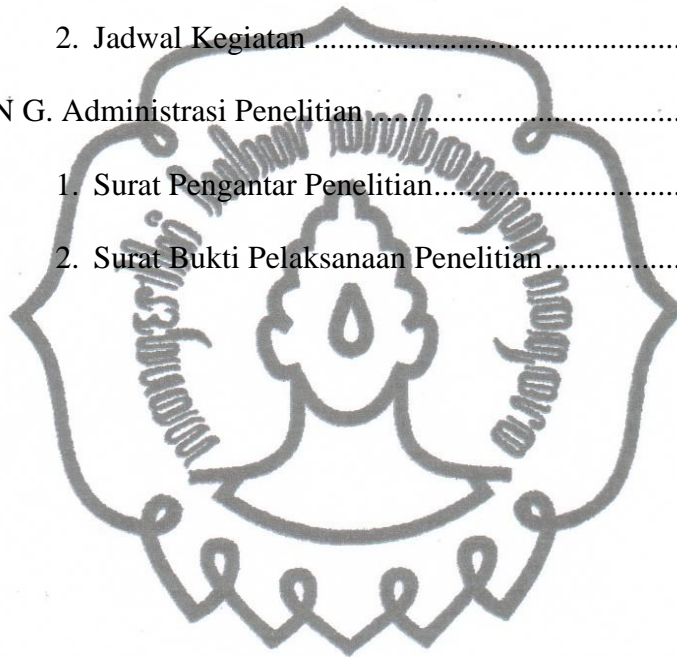 2. Jadwal Kegiatan ................................................
N G. Administrasi Penelitian ........................................
1. Surat Pengantar Penelitian................................
2. Surat Bukti Pelaksanaan Penelitian..................